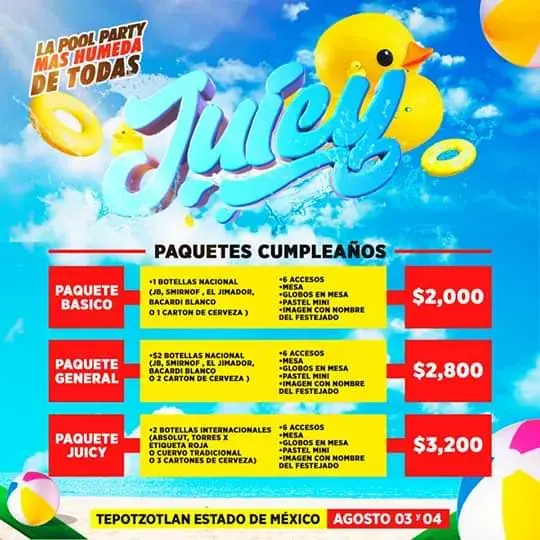 LA POOL PARTY
MAS HUMEDA
DE TODAS
Juicy
PAQUETES CUMPLEAÑOS
PAQUETE
BASICO
•1 BOTELLAS NACIONAL
(JB, SMIRNOF , EL JIMADOR,
BACARDI BLANCO
O 1 CARTON DE CERVEZA )
•6 ACCESOS
•MESA
•GLOBOS EN MESA
•PASTEL MINI
•IMAGEN CON NOMBRE
DEL FESTEJADO
$2,000
PAQUETE
GENERAL
•$2 BOTELLAS NACIONAL
(JB, SMIRNOF , EL JIMADOR,
BACARDI BLANCO
O 2 CARTON DE CERVEZA )
•6 ACCESOS
•MESA
•GLOBOS EN MESA
•PASTEL MINI
•IMAGEN CON NOMBRE
DEL FESTEJADO
$2,800
PAQUETE
JUICY
•2 BOTELLAS INTERNACIONALES
(ABSOLUT, TORRES X
ETIQUETA ROJA
O CUERVO TRADICIONAL
O 3 CARTONES DE CERVEZA)
•6 ACCESOS
•MESA
•GLOBOS EN MESA
•PASTEL MINI
•IMAGEN CON NOMBRE
DEL FESTEJADO
$3,200
TEPOTZOTLAN ESTADO DE MÉXICO AGOSTO 03 Y 04